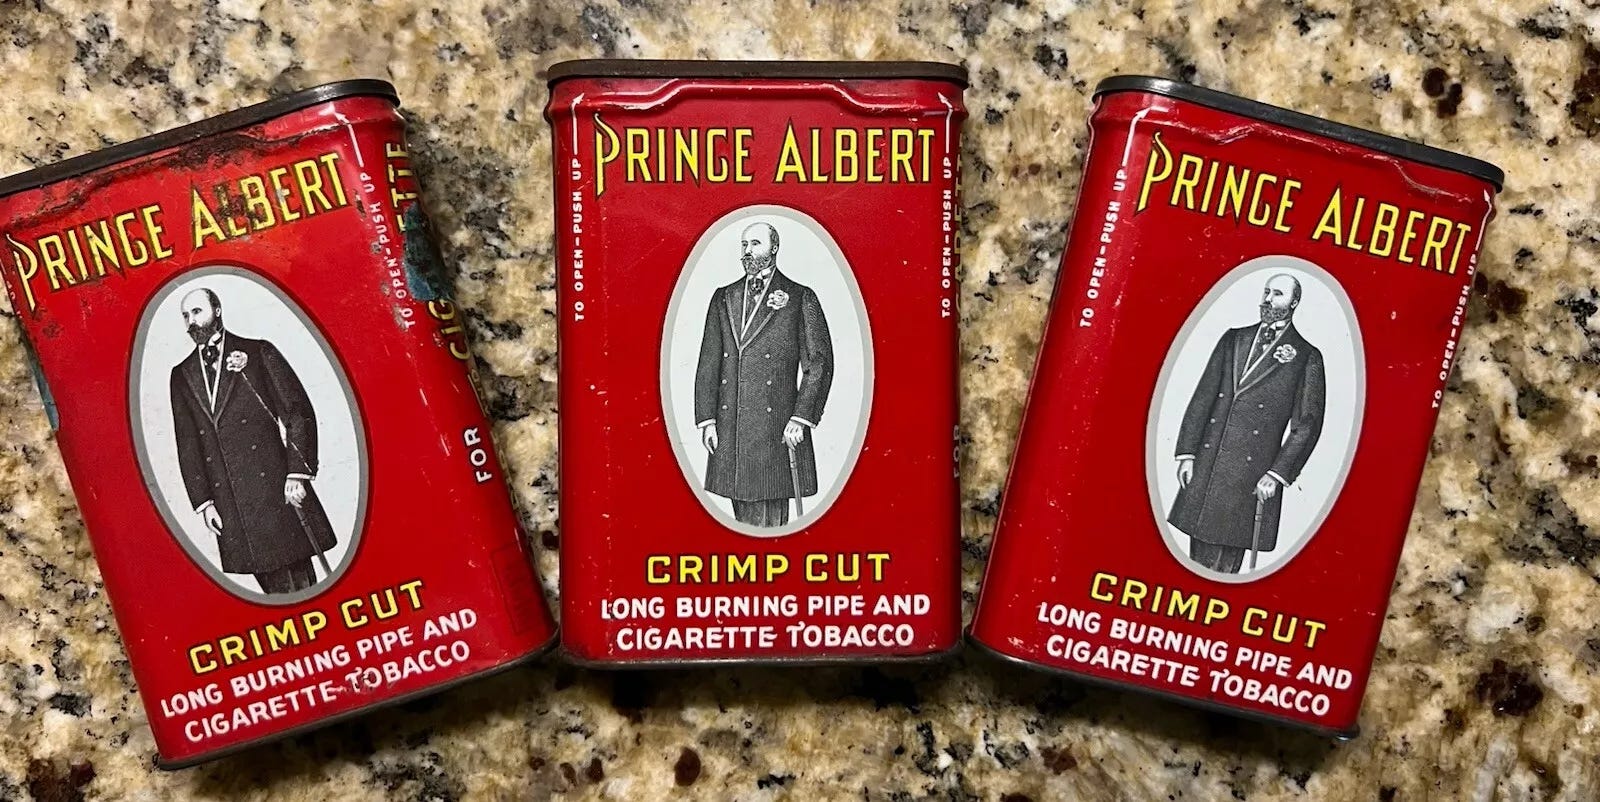 PRINCE ALBERT
TO OPEN-PUSH UP
CRIMP CUT
LONG BURNING PIPE AND
CIGARETTE TOBACCO
FOR
PRINCE ALBERT
TO OPEN-PUSH UP
TO OPEN-PUSH UP
CRIMP CUT
LONG BURNING PIPE AND
CIGARETTE TOBACCO
FOR
PRINCE ALBERT
TO OPEN-PUSH UP
TO OPEN-PUSH UP
CRIMP CUT
LONG BURNING PIPE AND
CIGARETTE TOBACCO